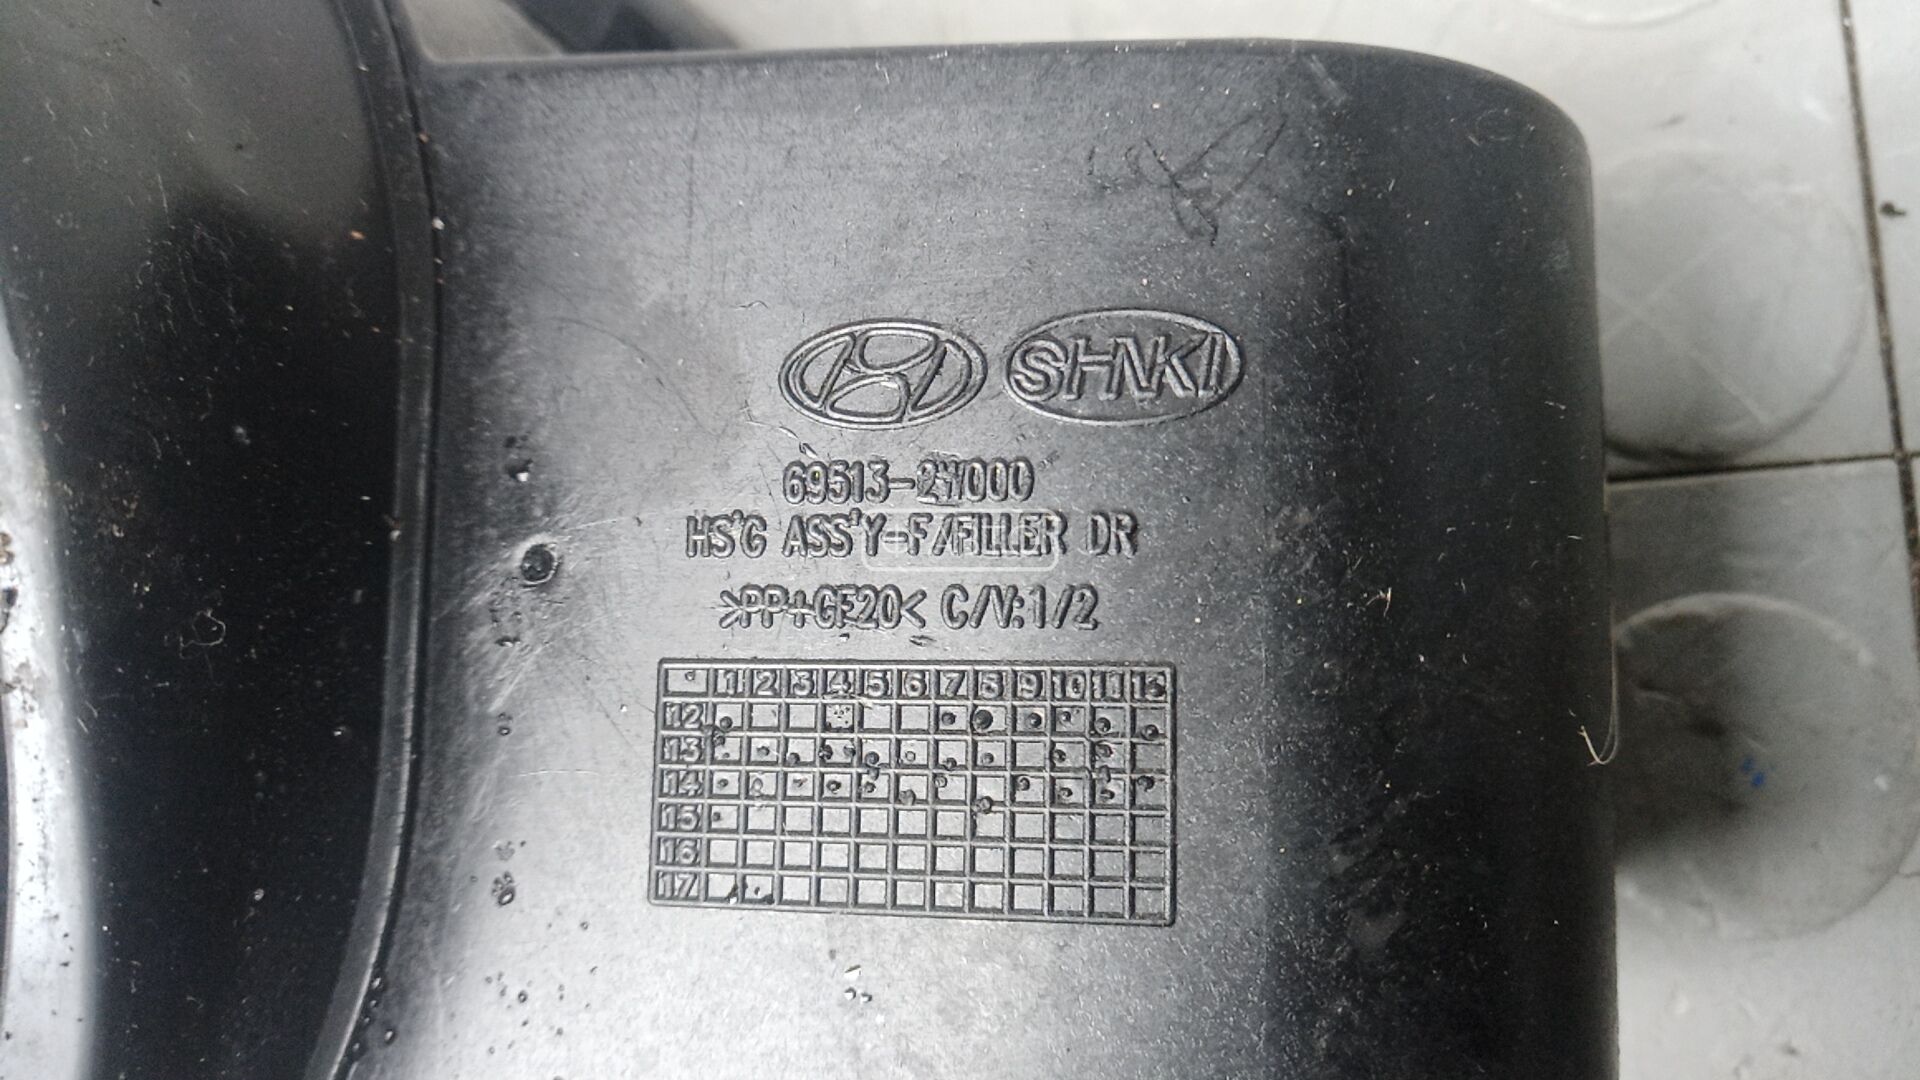 SHNKI
69513-2W000
HS'G ASS'Y-F/FILLER DR
>PP+GF20< C/V:1/2
1 2 3 4 5 6 7 8 9 10 11 12
12
13
14
15
16
17